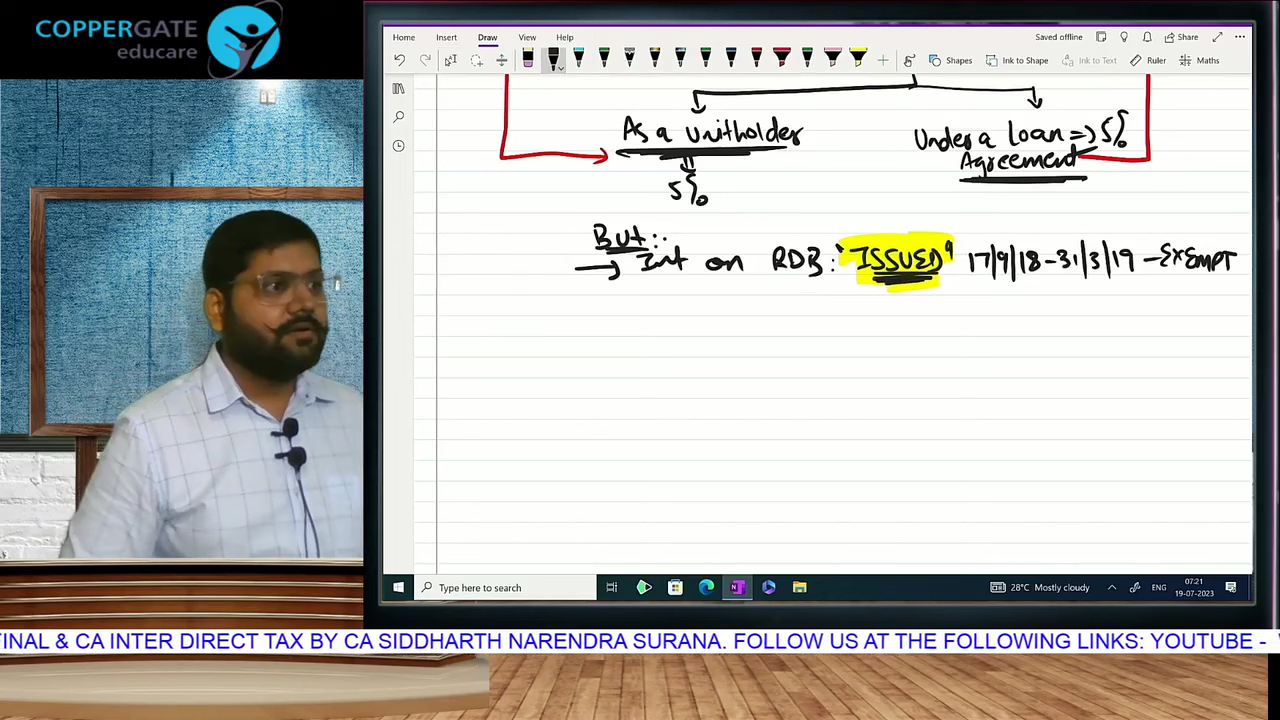 COPPERGATE
educare
Home Insert Draw View Help
Saved offline
Share
Shapes
Ink to Shape
Ink to Text
Ruler
Maths
As a unitholder
5%
Under a loan => 5%
Agreement
But:
Int on RDB: "ISSUED" 17/9/18-31/3/19 - EXEMPT
Type here to search
28°C Mostly cloudy
ENG
07:21
19-07-2023
FINAL & CA INTER DIRECT TAX BY CA SIDDHARTH NARENDRA SURANA. FOLLOW US AT THE FOLLOWING LINKS: YOUTUBE -